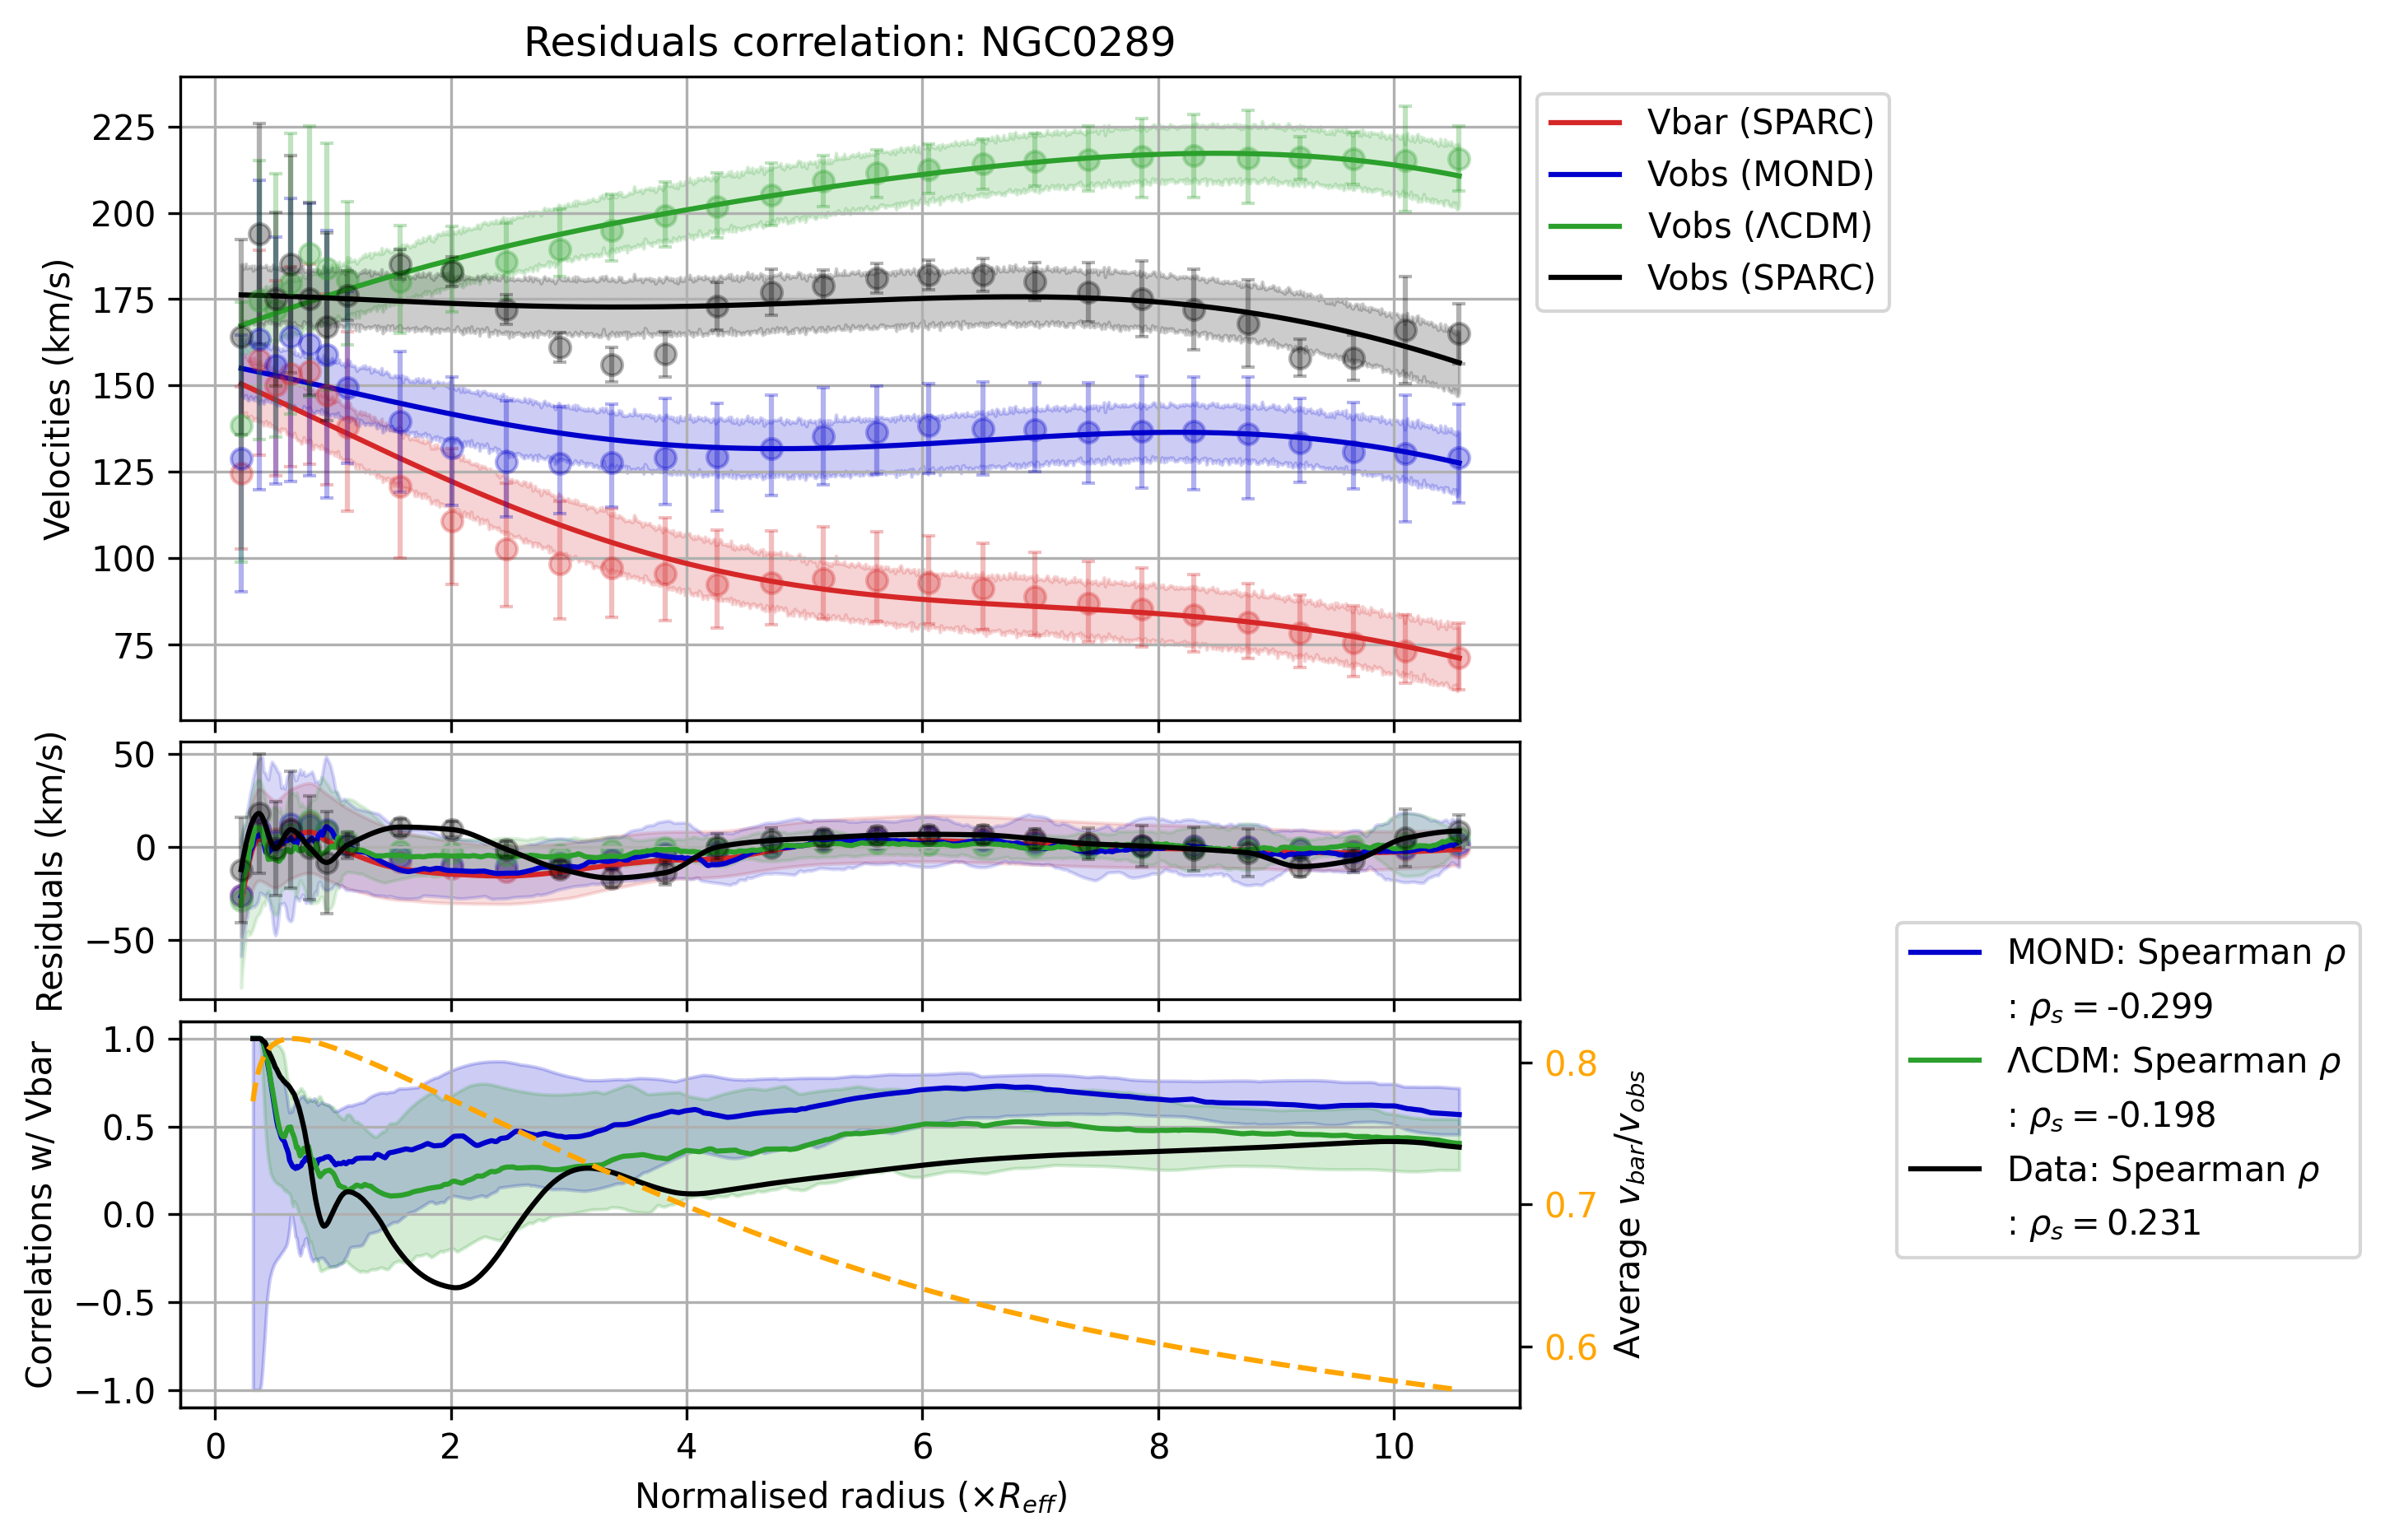 Residuals correlation: NGC0289
Velocities (km/s)
225
200
175
150
125
100
75
Vbar (SPARC)
Vobs (MOND)
Vobs (ΛCDM)
Vobs (SPARC)
Residuals (km/s)
50
0
−50
Correlations w/ Vbar
1.0
0.5
0.0
−0.5
−1.0
0.8
0.7
0.6
Average v_bar/v_obs
MOND: Spearman ρ
: ρ_s = -0.299
ΛCDM: Spearman ρ
: ρ_s = -0.198
Data: Spearman ρ
: ρ_s = 0.231
0 2 4 6 8 10
Normalised radius (×R_eff)